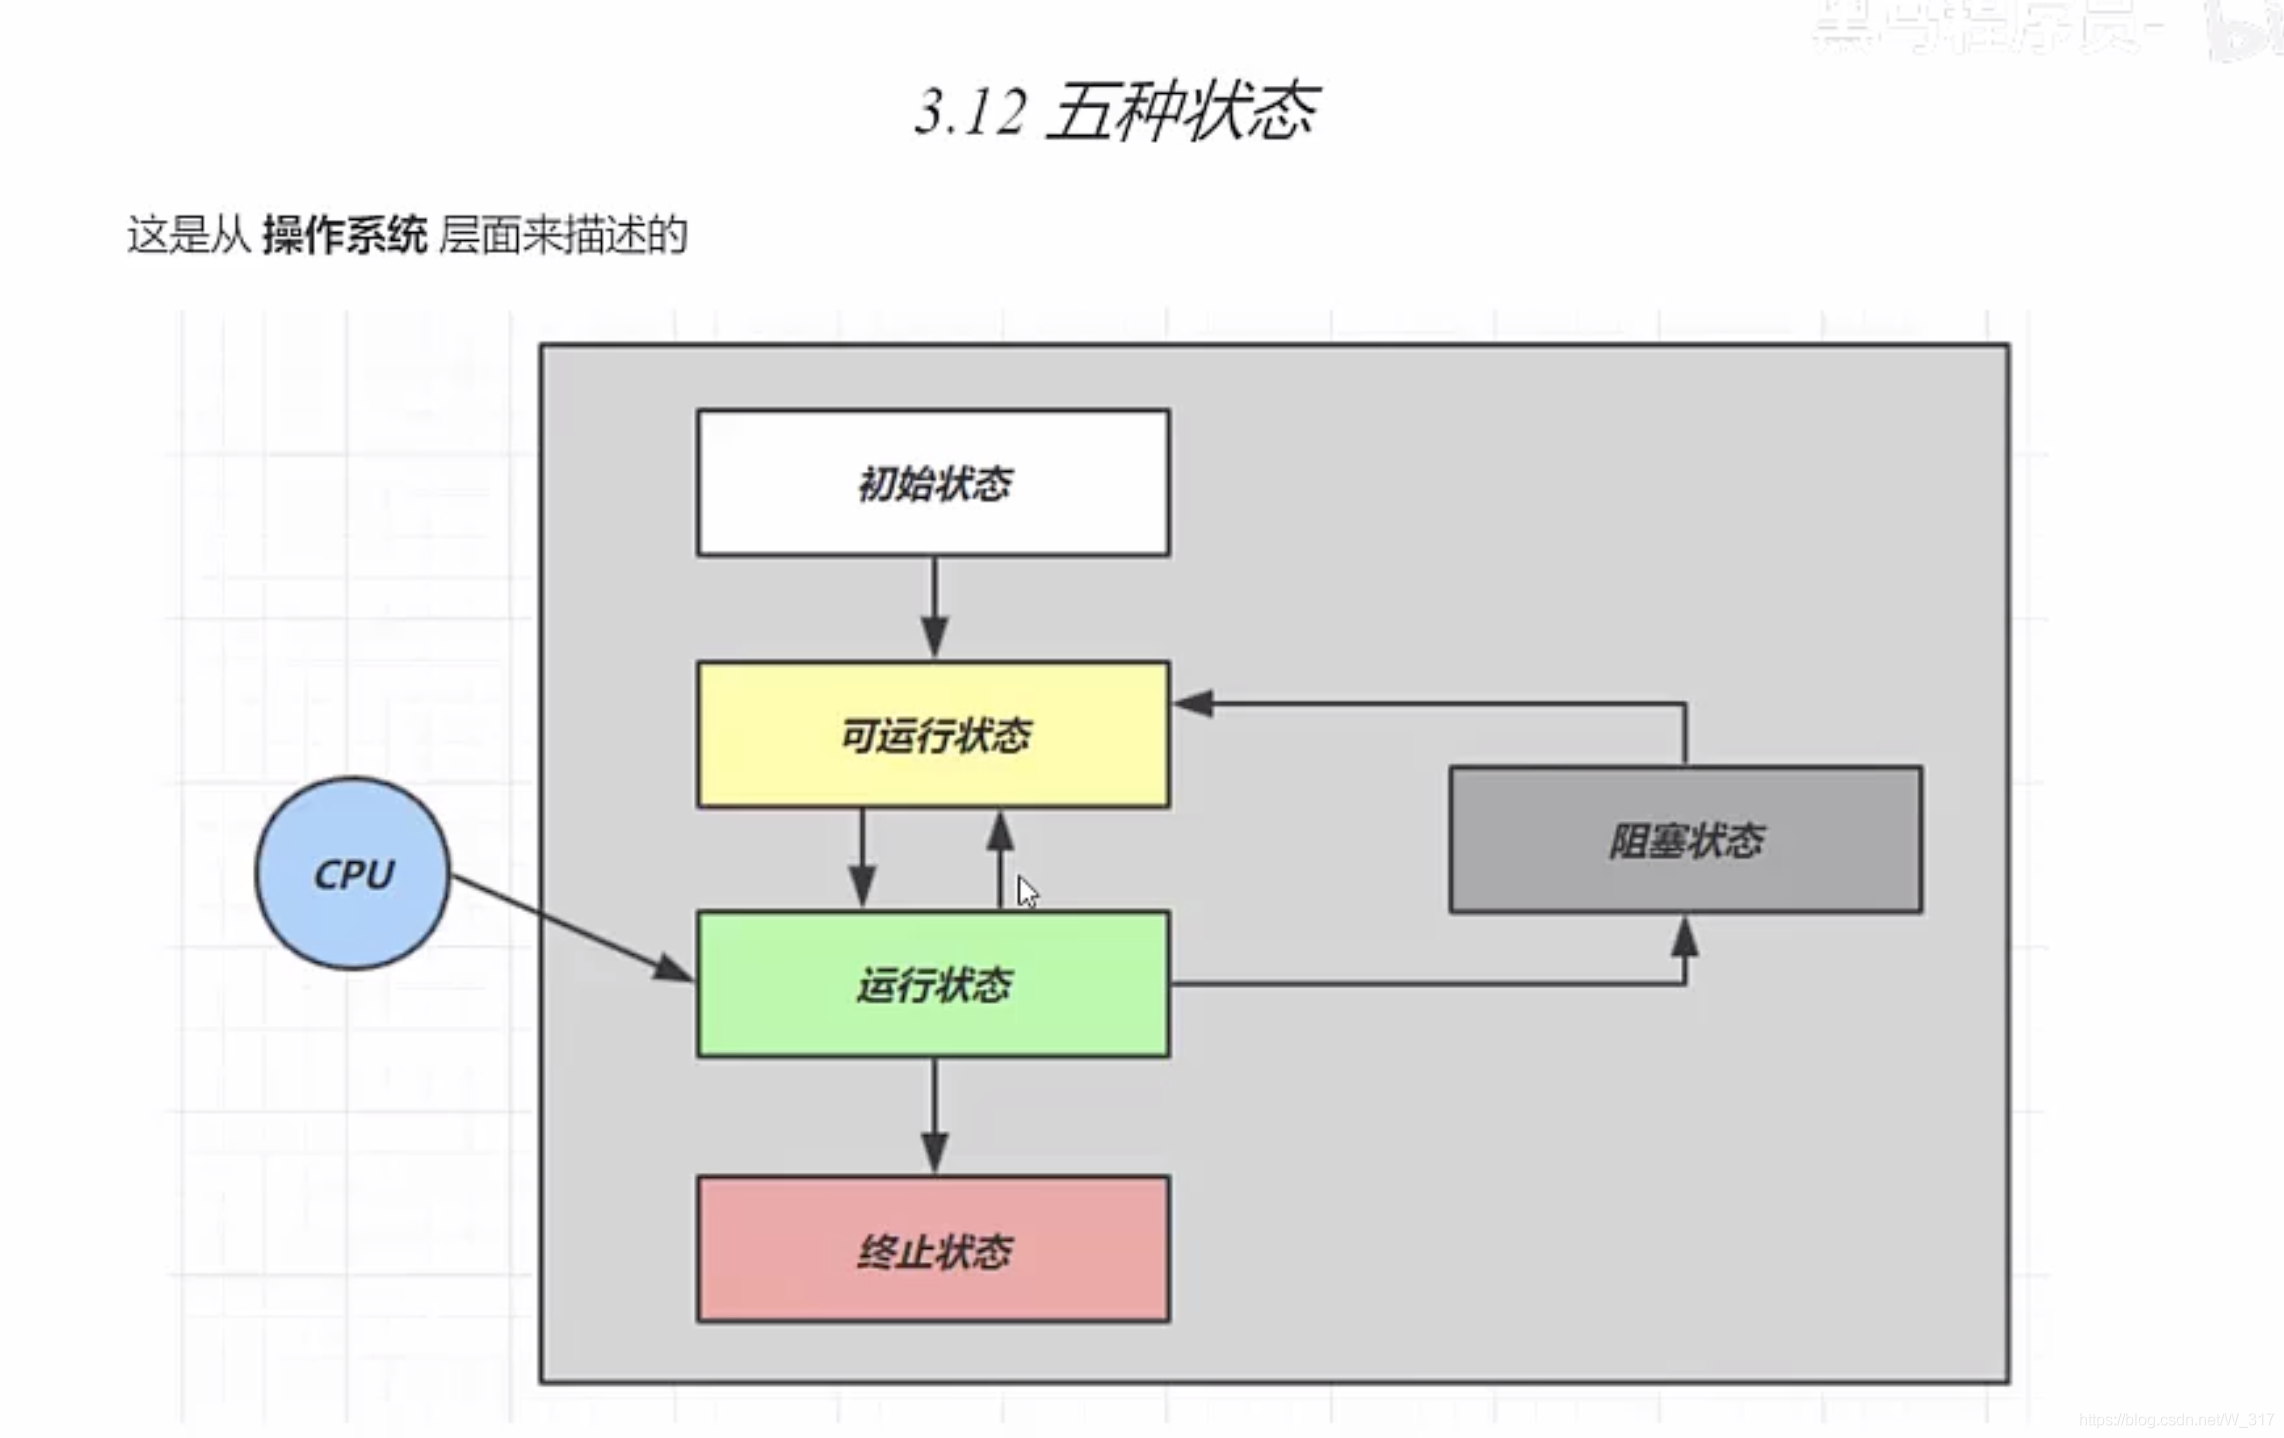 黑马程序员-
3.12 五种状态
这是从 操作系统 层面来描述的
初始状态
可运行状态
阻塞状态
CPU
运行状态
终止状态
https://blog.csdn.net/W_317